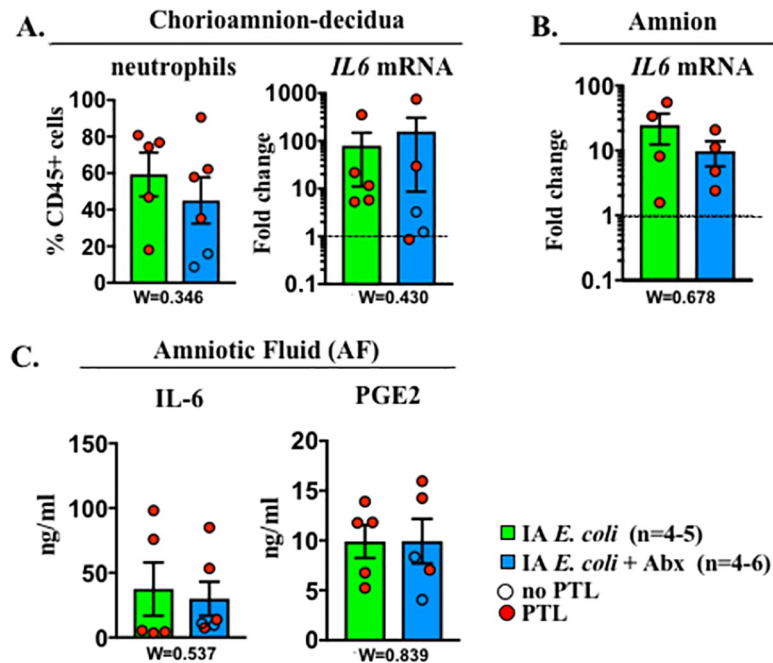 A.
Chorioamnion-decidua
neutrophils
IL6 mRNA
% CD45+ cells
100
80
60
40
20
0
W=0.346
Fold change
1000
100
10
1
0.1
W=0.430
B.
Amnion
IL6 mRNA
Fold change
100
10
1
0.1
W=0.678
C.
Amniotic Fluid (AF)
IL-6
PGE2
ng/ml
150
100
50
0
W=0.537
ng/ml
20
15
10
5
0
W=0.839
IA E. coli (n=4-5)
IA E. coli + Abx (n=4-6)
no PTL
PTL